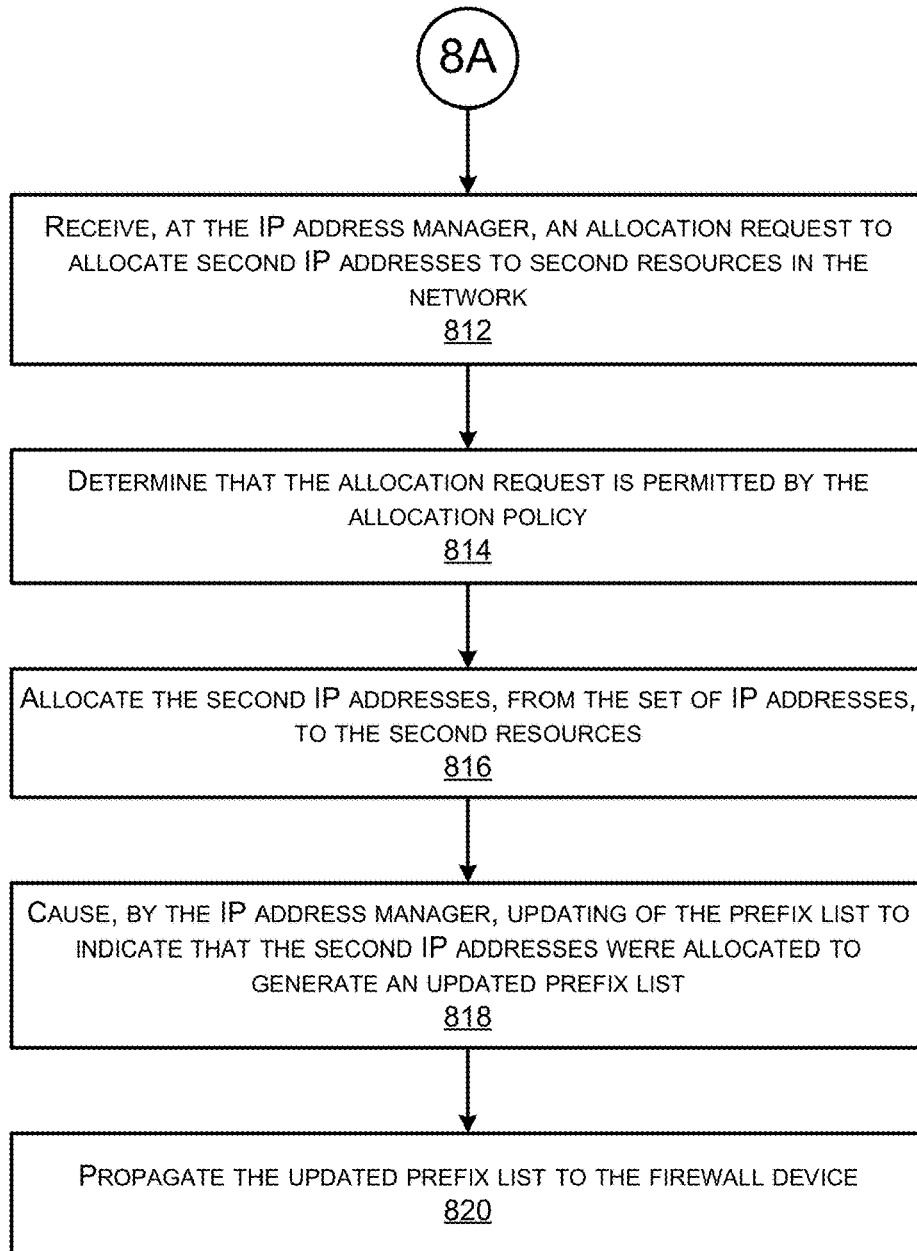 8A
RECEIVE, AT THE IP ADDRESS MANAGER, AN ALLOCATION REQUEST TO
ALLOCATE SECOND IP ADDRESSES TO SECOND RESOURCES IN THE
NETWORK
812
DETERMINE THAT THE ALLOCATION REQUEST IS PERMITTED BY THE
ALLOCATION POLICY
814
ALLOCATE THE SECOND IP ADDRESSES, FROM THE SET OF IP ADDRESSES,
TO THE SECOND RESOURCES
816
CAUSE, BY THE IP ADDRESS MANAGER, UPDATING OF THE PREFIX LIST TO
INDICATE THAT THE SECOND IP ADDRESSES WERE ALLOCATED TO
GENERATE AN UPDATED PREFIX LIST
818
PROPAGATE THE UPDATED PREFIX LIST TO THE FIREWALL DEVICE
820